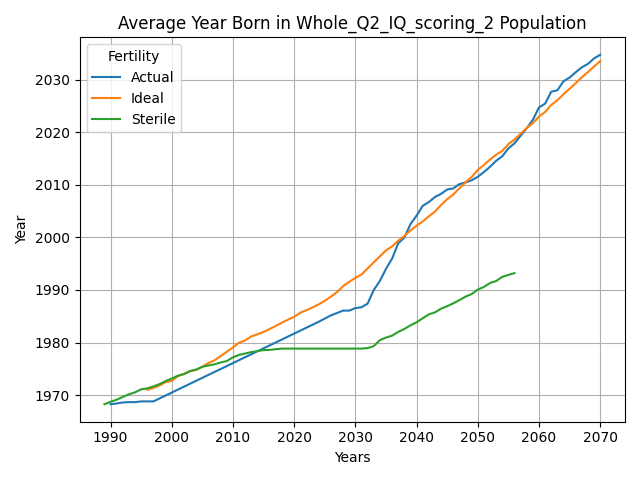 Average Year Born in Whole_Q2_IQ_scoring_2 Population
Fertility
Actual
Ideal
Sterile
Year
2030
2020
2010
2000
1990
1980
1970
1990 2000 2010 2020 2030 2040 2050 2060 2070
Years